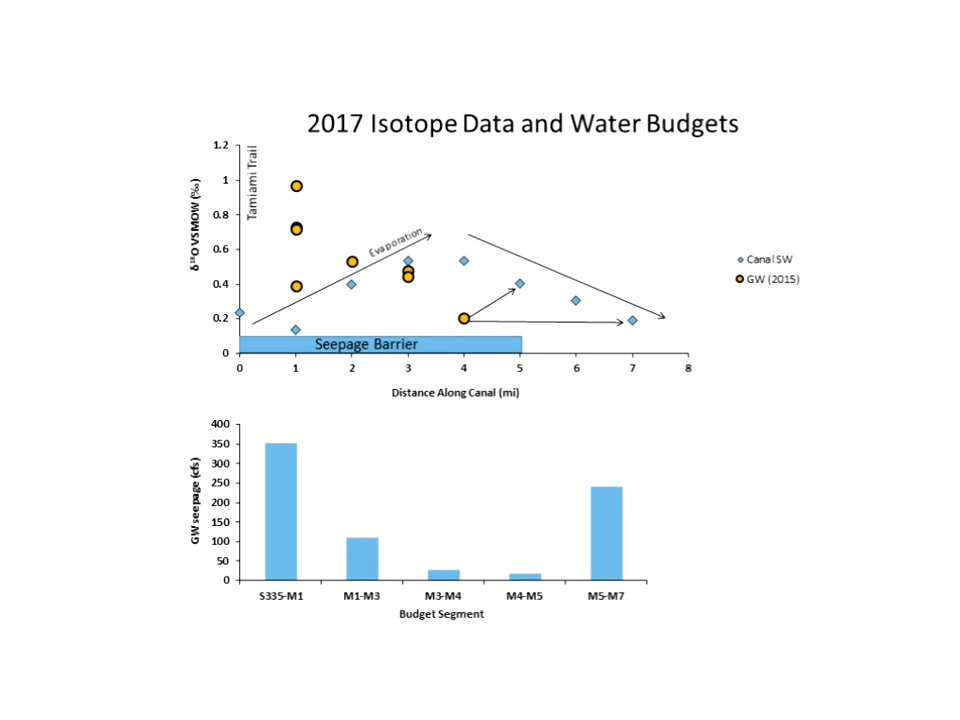 2017 Isotope Data and Water Budgets
1.2
1
0.8
0.6
0.4
0.2
0
δ¹⁸O VSMOW (‰)
Tamiami Trail
Evaporation
Seepage Barrier
Canal SW
GW (2015)
0 1 2 3 4 5 6 7 8
Distance Along Canal (mi)
400
350
300
250
200
150
100
50
0
GW seepage (cfs)
S335-M1 M1-M3 M3-M4 M4-M5 M5-M7
Budget Segment